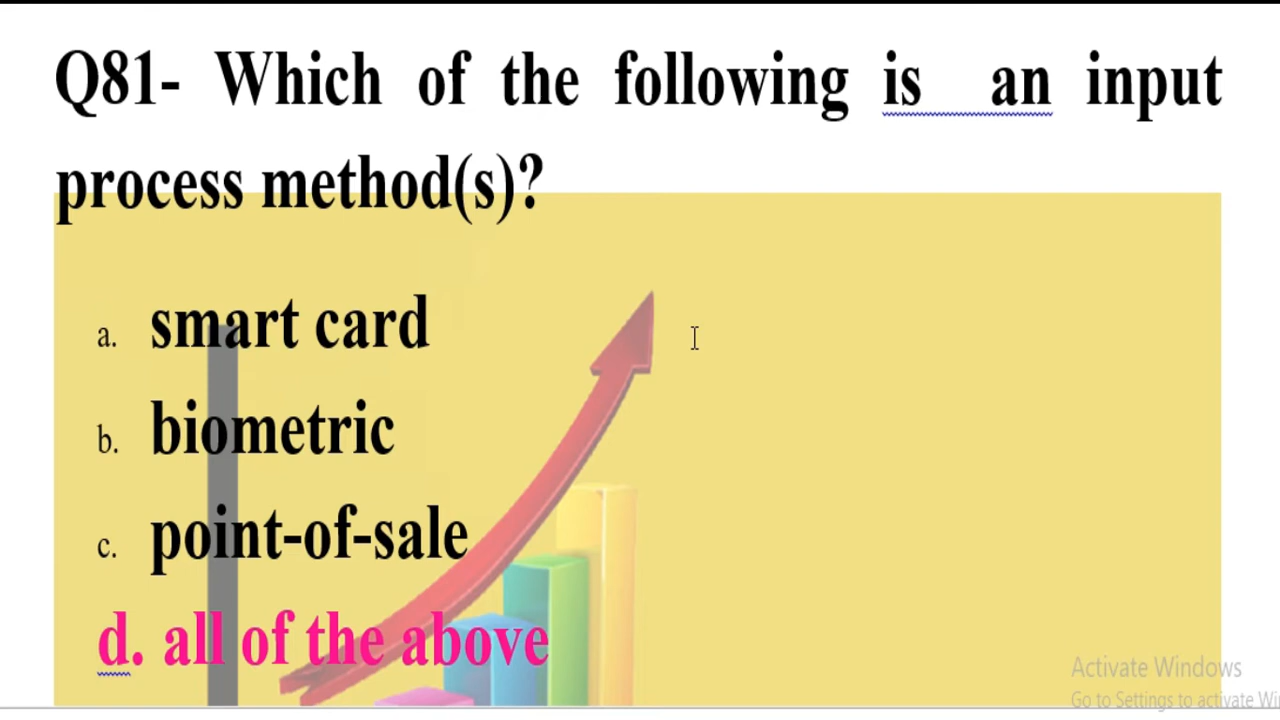 Q81- Which of the following is an input
process method(s)?
a. smart card
b. biometric
c. point-of-sale
d. all of the above
Activate Windows
Go to Settings to activate Wi